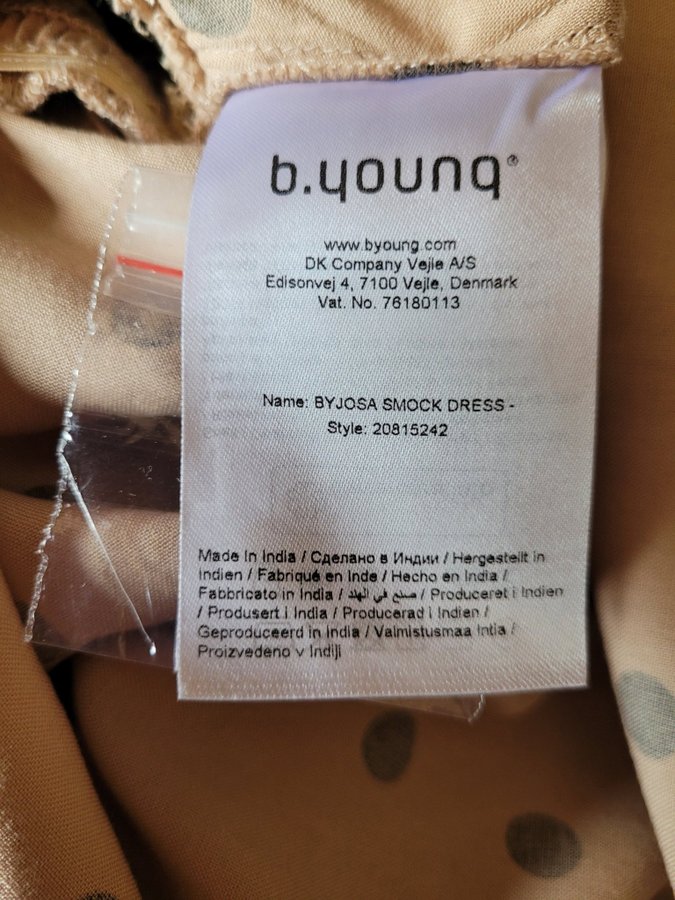 b.young®
www.byoung.com
DK Company Vejle A/S
Edisonvej 4, 7100 Vejle, Denmark
Vat. No. 76180113
Name: BYJOSA SMOCK DRESS -
Style: 20815242
Made in India / Сделано в Индии / Hergestellt in
Indien / Fabriqué en Inde / Hecho en India /
Fabbricato in India / صنع في الهند / Produceret i Indien
/ Produsert i India / Producerad i Indien /
Geproduceerd in India / Valmistusmaa Intia /
Proizvedeno v Indiji